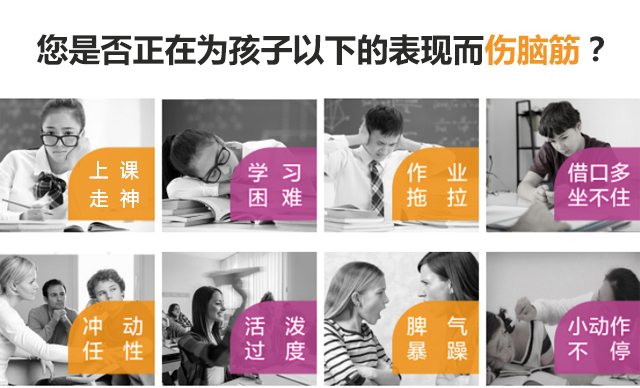 您是否正在为孩子以下的表现而伤脑筋？
上课
走神
学习
困难
作业
拖拉
借口多
坐不住
冲动
任性
活泼
过度
脾气
暴躁
小动作
不停